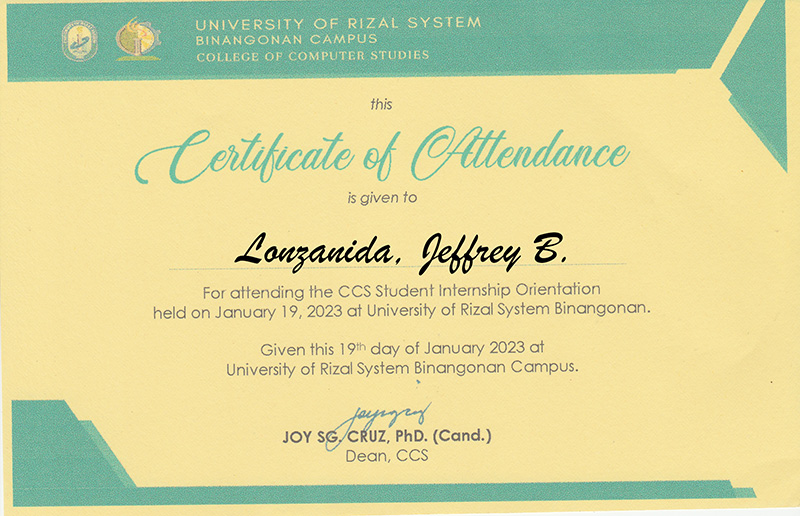 UNIVERSITY OF RIZAL SYSTEM
BINANGONAN CAMPUS
COLLEGE OF COMPUTER STUDIES
this
Certificate of Attendance
is given to
Lonzanida, Jeffrey B.
For attending the CCS Student Internship Orientation
held on January 19, 2023 at University of Rizal System Binangonan.
Given this 19th day of January 2023 at
University of Rizal System Binangonan Campus.
JOY SG. CRUZ, PhD. (Cand.)
Dean, CCS